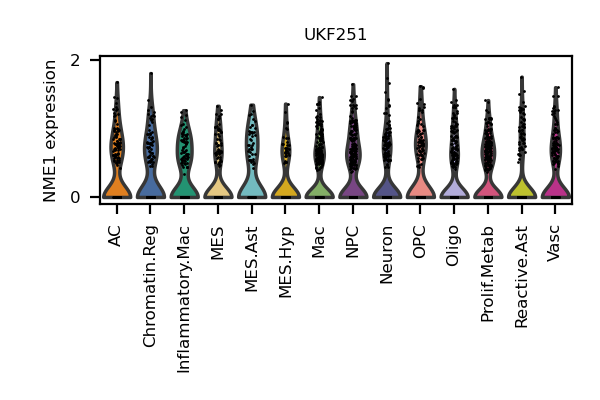 UKF251
NME1 expression
2
0
AC
Chromatin.Reg
Inflammatory.Mac
MES
MES.Ast
MES.Hyp
Mac
NPC
Neuron
OPC
Oligo
Prolif.Metab
Reactive.Ast
Vasc